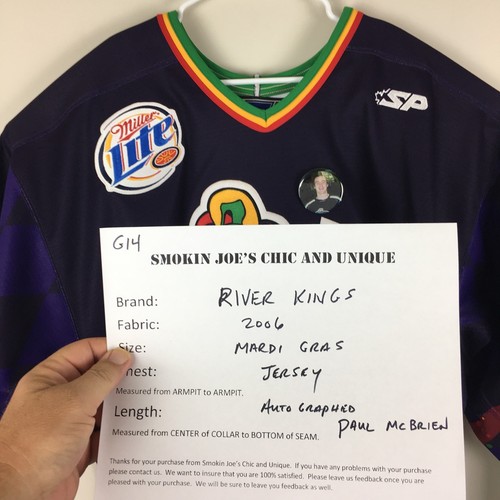 Miller
Lite
SP
G14
SMOKIN JOE'S CHIC AND UNIQUE
Brand: RIVER KINGS
Fabric: 2006
Size: MARDI GRAS
hest: JERSEY
Measured from ARMPIT to ARMPIT.
Length: AUTOGRAPHED PAUL MCBRIEN
Measured from CENTER of COLLAR to BOTTOM of SEAM.
Thanks for your purchase from Smokin Joe's Chic and Unique. If you have any problems with your purchase
please contact us. We want to insure that you are 100% satisfied. Please leave us feedback once you are
pleased with your purchase. We will be sure to leave you feedback as well.